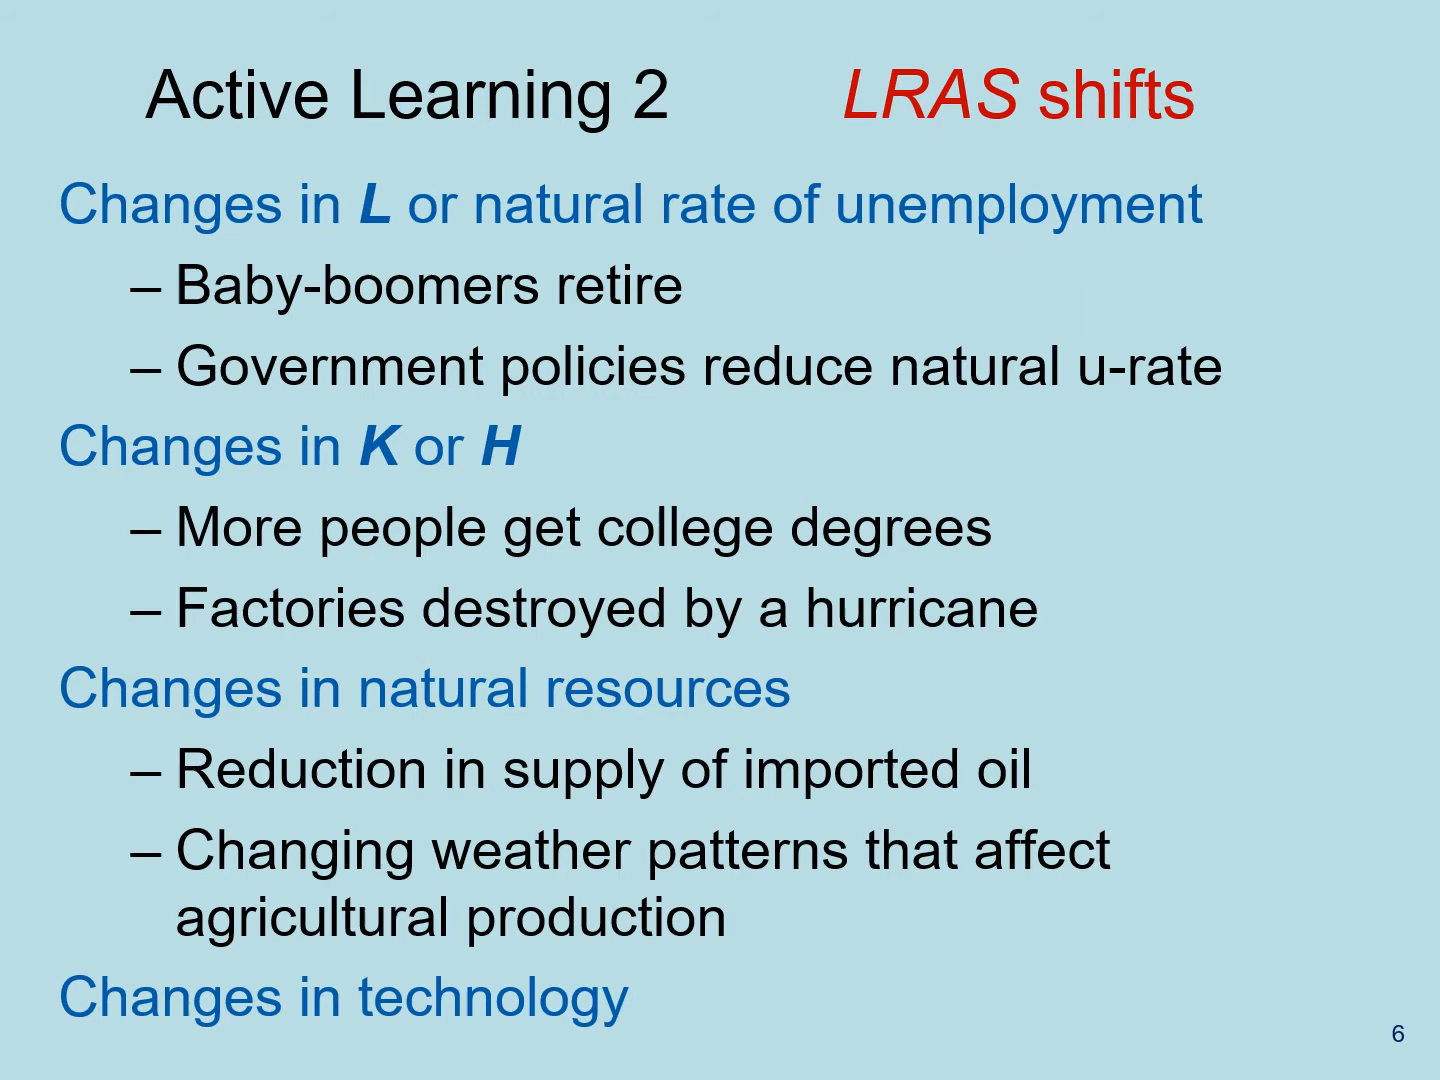 Active Learning 2 LRAS shifts
Changes in L or natural rate of unemployment
– Baby-boomers retire
– Government policies reduce natural u-rate
Changes in K or H
– More people get college degrees
– Factories destroyed by a hurricane
Changes in natural resources
– Reduction in supply of imported oil
– Changing weather patterns that affect
agricultural production
Changes in technology
6